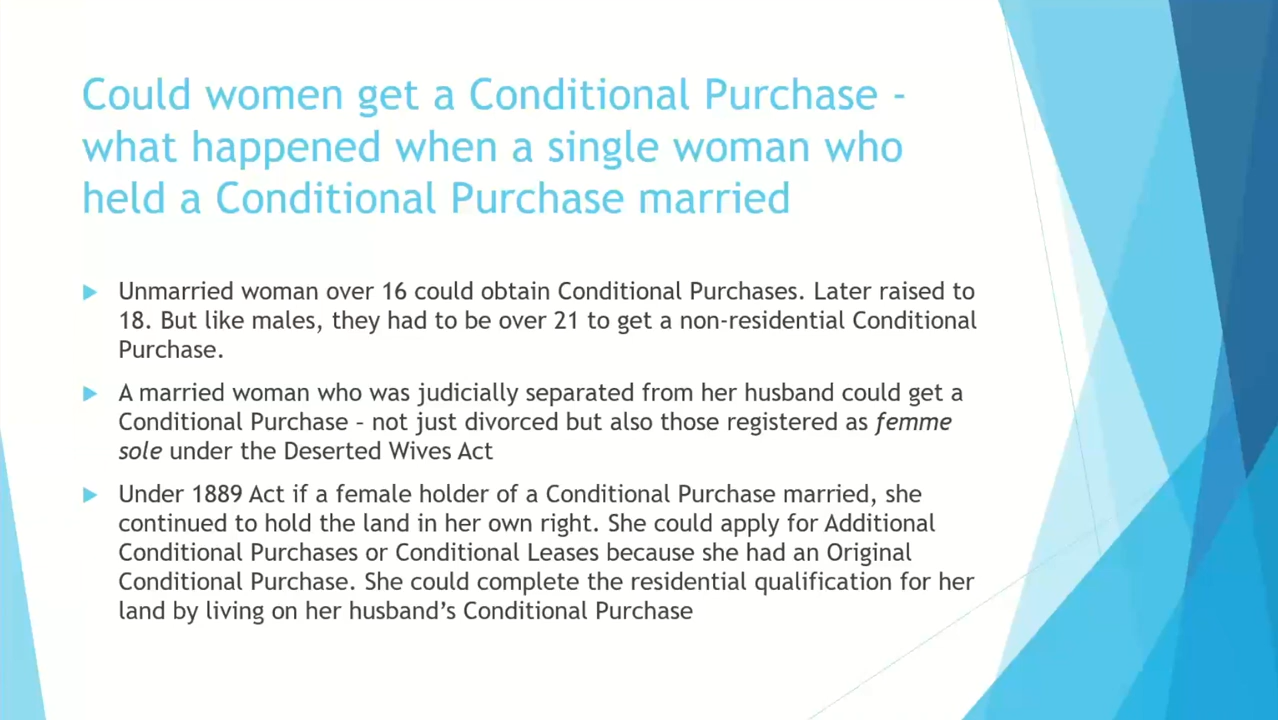 Could women get a Conditional Purchase -
what happened when a single woman who
held a Conditional Purchase married
Unmarried woman over 16 could obtain Conditional Purchases. Later raised to
18. But like males, they had to be over 21 to get a non-residential Conditional
Purchase.
A married woman who was judicially separated from her husband could get a
Conditional Purchase – not just divorced but also those registered as femme
sole under the Deserted Wives Act
Under 1889 Act if a female holder of a Conditional Purchase married, she
continued to hold the land in her own right. She could apply for Additional
Conditional Purchases or Conditional Leases because she had an Original
Conditional Purchase. She could complete the residential qualification for her
land by living on her husband’s Conditional Purchase